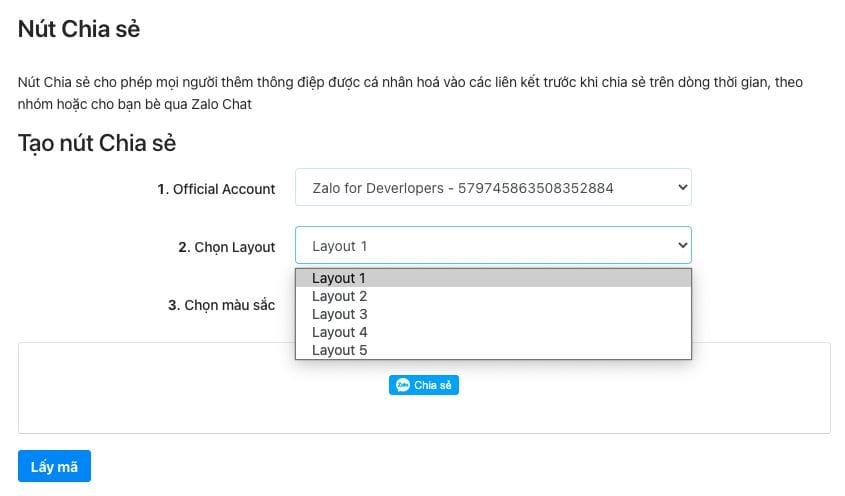 Nút Chia sẻ
Nút Chia sẻ cho phép mọi người thêm thông điệp được cá nhân hoá vào các liên kết trước khi chia sẻ trên dòng thời gian, theo
nhóm hoặc cho bạn bè qua Zalo Chat
Tạo nút Chia sẻ
1. Official Account
Zalo for Deverlopers - 579745863508352884
2. Chọn Layout
Layout 1
Layout 1
Layout 2
3. Chọn màu sắc
Layout 3
Layout 4
Layout 5
Zalo Chia sẻ
Lấy mã